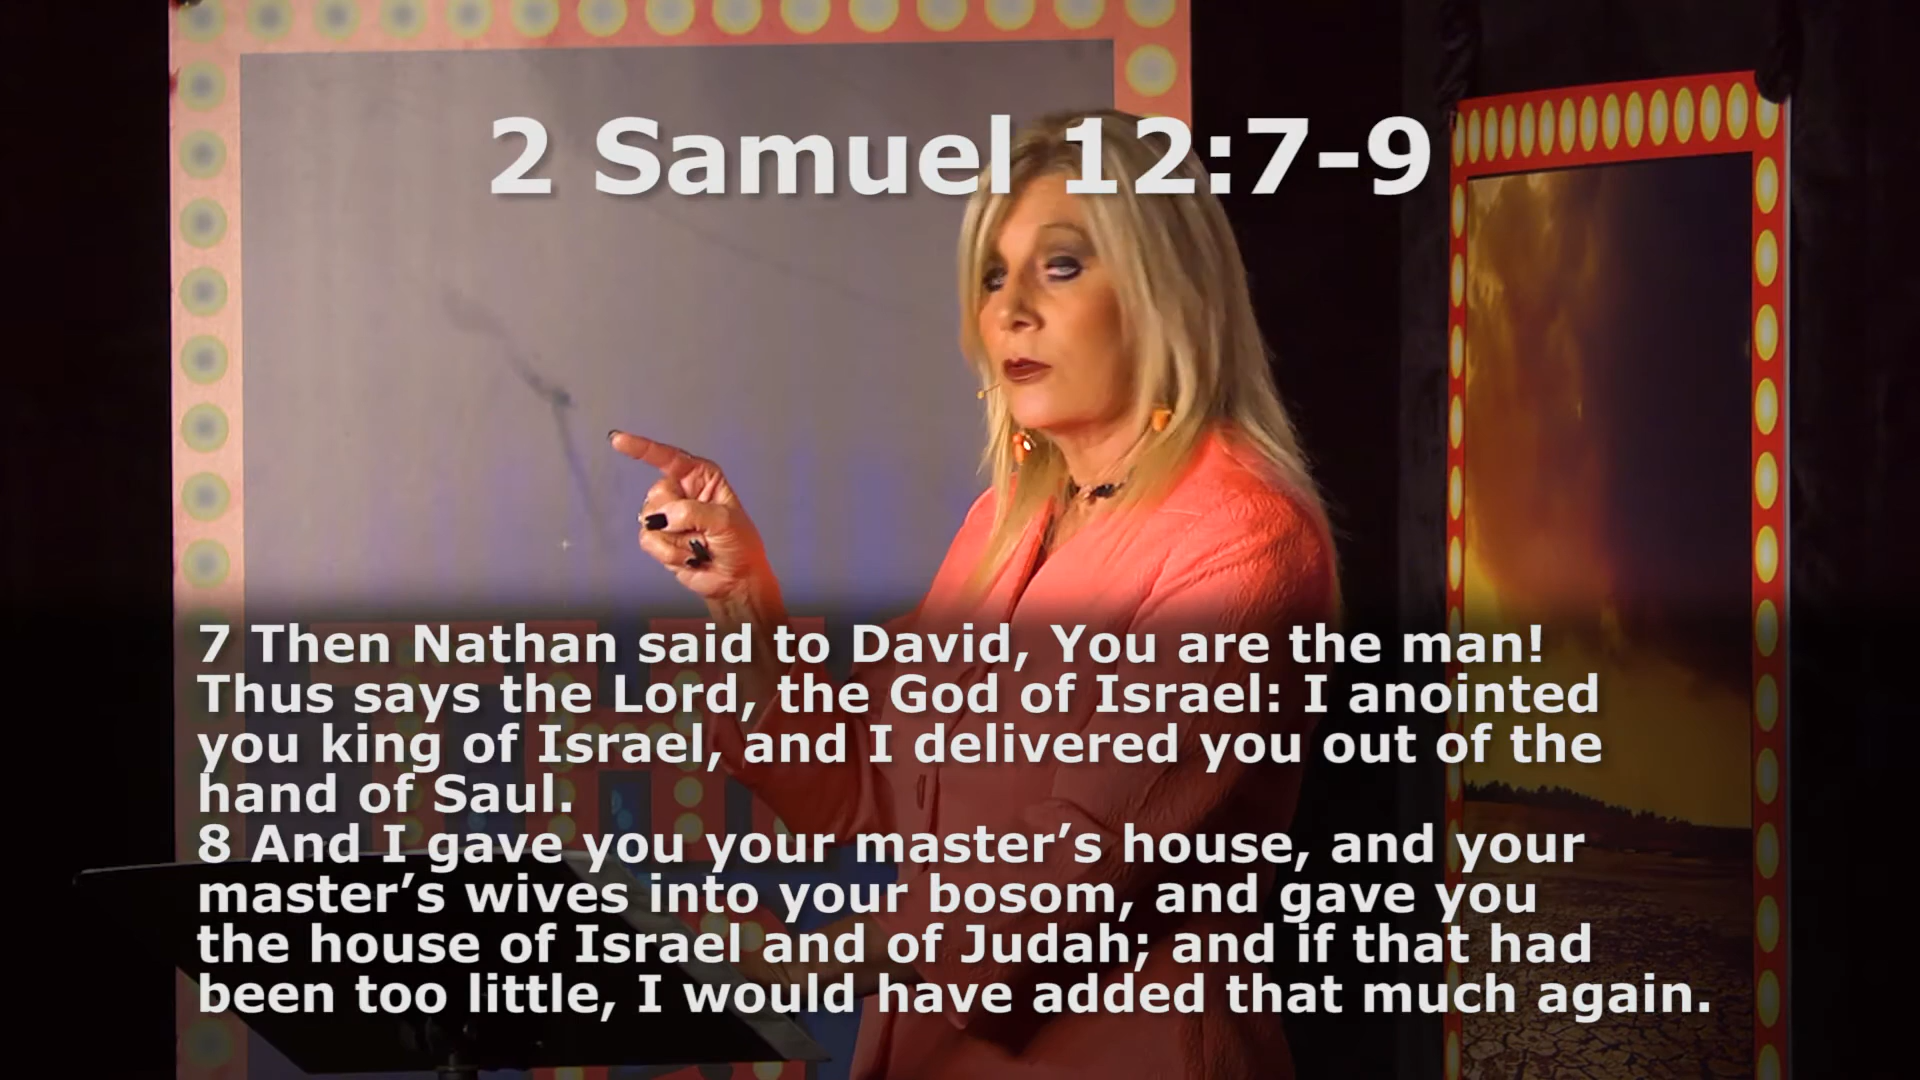 2 Samuel 12:7-9
7 Then Nathan said to David, You are the man!
Thus says the Lord, the God of Israel: I anointed
you king of Israel, and I delivered you out of the
hand of Saul.
8 And I gave you your master’s house, and your
master’s wives into your bosom, and gave you
the house of Israel and of Judah; and if that had
been too little, I would have added that much again.